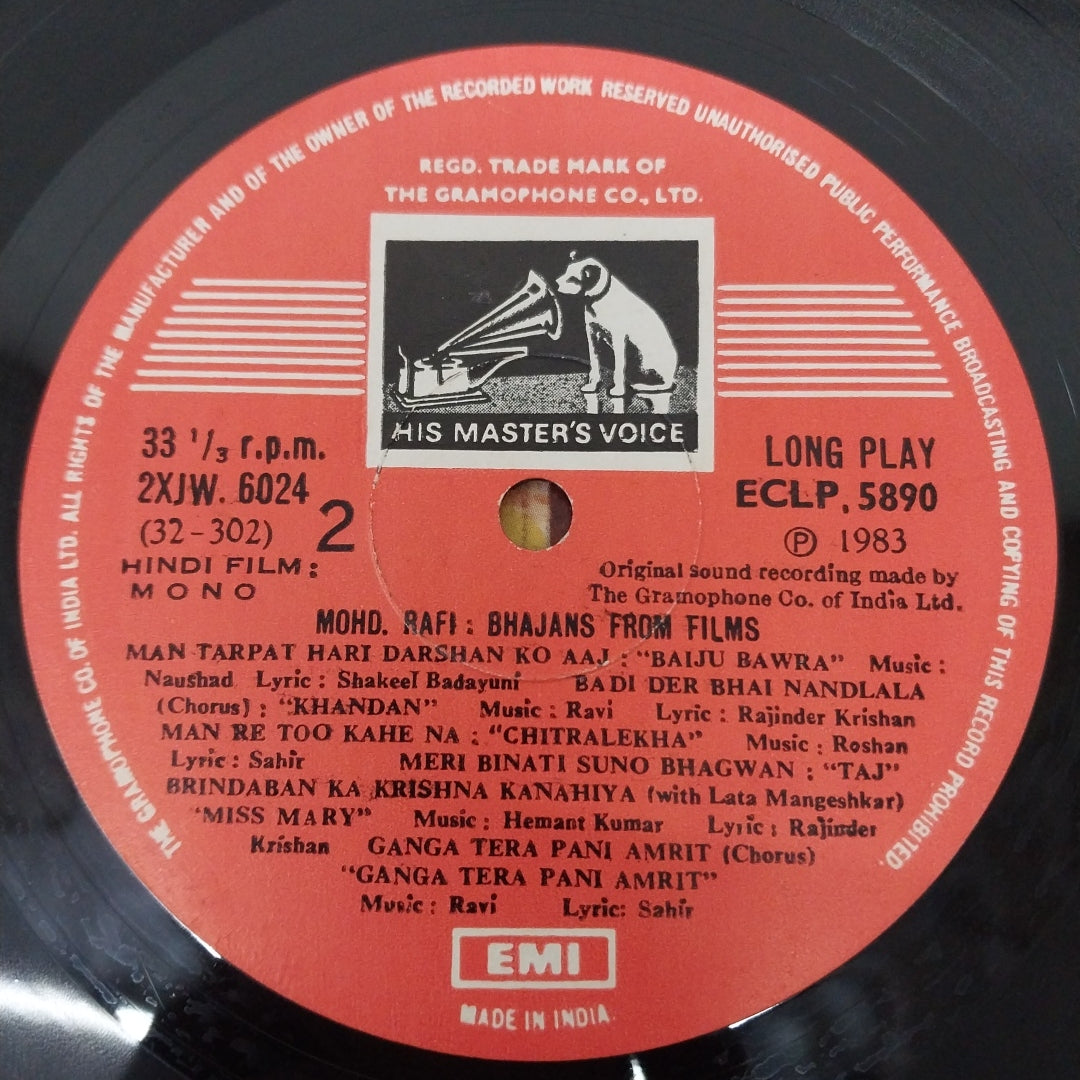 THE GRAMOPHONE CO. OF INDIA LTD. ALL RIGHTS OF THE MANUFACTURER AND OF THE OWNER OF THE RECORDED WORK RESERVED UNAUTHORISED PUBLIC PERFORMANCE BROADCASTING AND COPYING OF THIS RECORD PROHIBITED.
REGD. TRADE MARK OF
THE GRAMOPHONE CO., LTD.
HIS MASTER'S VOICE
33 1/3 r.p.m.
2XJW. 6024
(32-302)
2
HINDI FILM:
MONO
LONG PLAY
ECLP. 5890
Ⓟ 1983
Original sound recording made by
The Gramophone Co. of India Ltd.
MOHD. RAFI : BHAJANS FROM FILMS
MAN TARPAT HARI DARSHAN KO AAJ : "BAIJU BAWRA" Music :
Naushad Lyric : Shakeel Badayuni BADI DER BHAI NANDLALA
(Chorus) : "KHANDAN" Music : Ravi Lyric : Rajinder Krishan
MAN RE TOO KAHE NA : "CHITRALEKHA" Music : Roshan
Lyric : Sahir MERI BINATI SUNO BHAGWAN : "TAJ"
BRINDABAN KA KRISHNA KANAHIYA (with Lata Mangeshkar)
'MISS MARY" Music : Hemant Kumar Lyric : Rajinder
Krishan GANGA TERA PANI AMRIT (Chorus)
"GANGA TERA PANI AMRIT"
Music : Ravi Lyric: Sahir
EMI
MADE IN INDIA